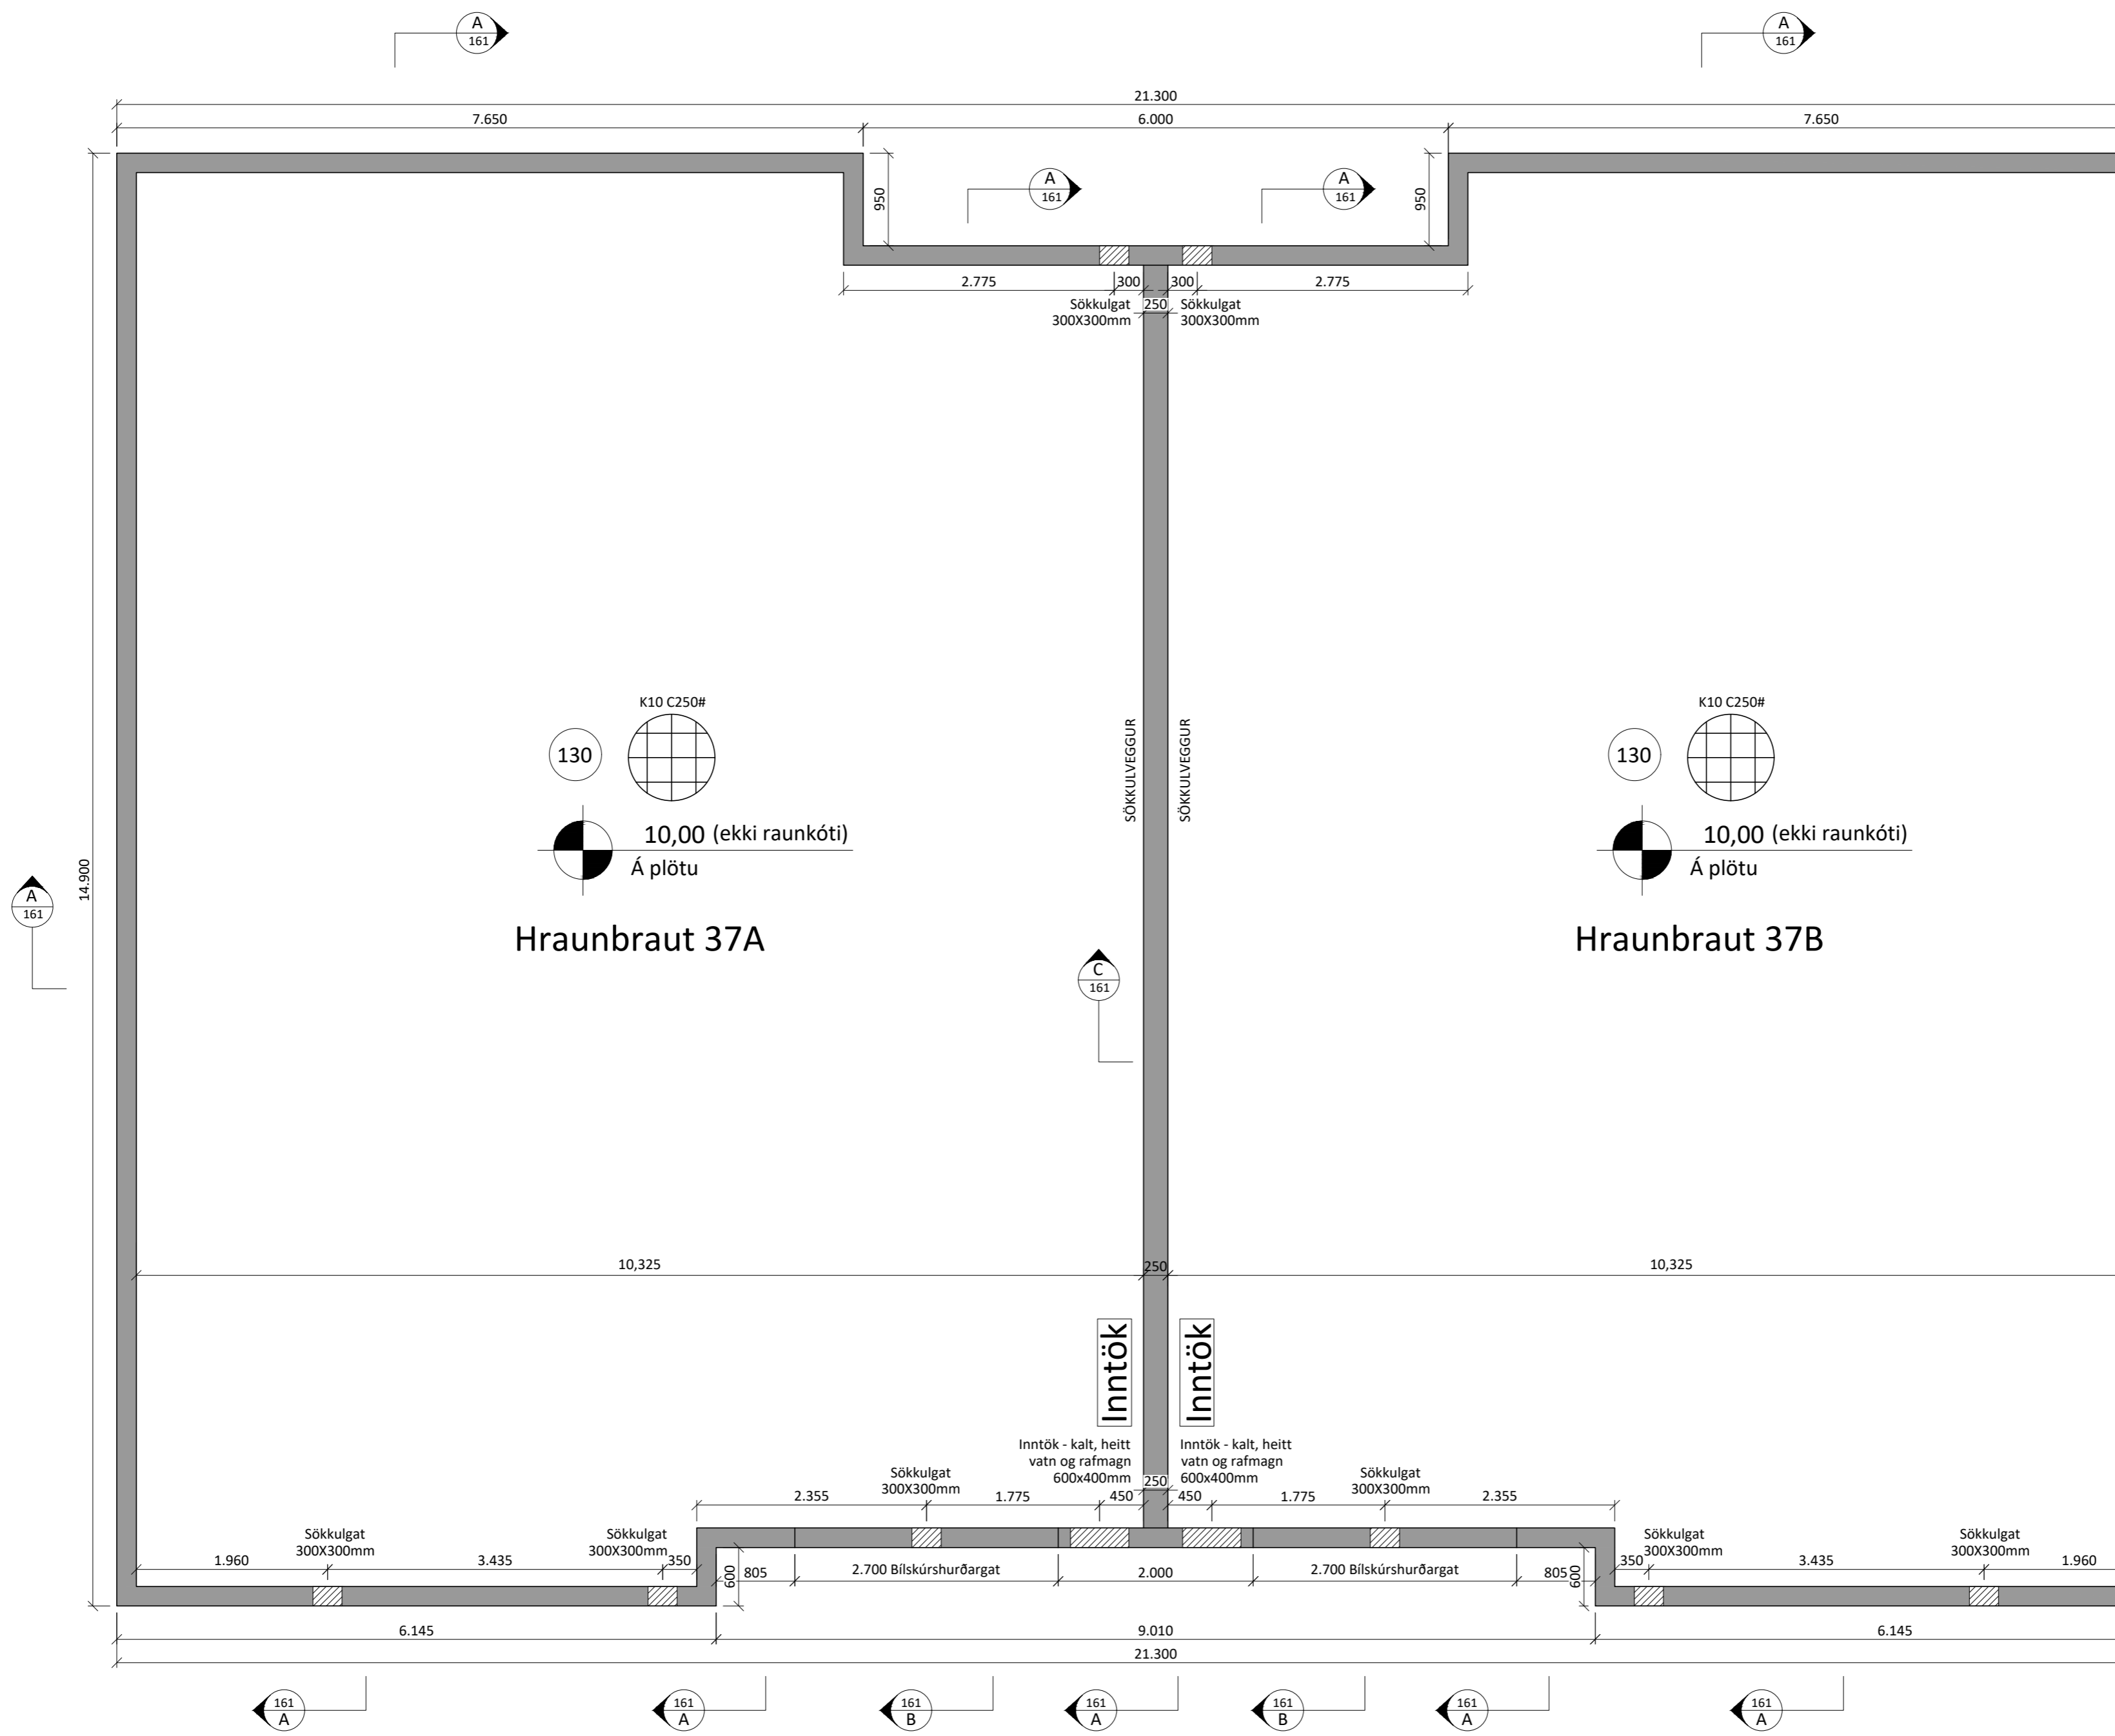 A
161
A
161
21.300
7.650
6.000
7.650
950
A
161
A
161
950
2.775
300
300
2.775
Sökkulgat
300X300mm
250
Sökkulgat
300X300mm
K10 C250#
130
SÖKKULVEGGUR
SÖKKULVEGGUR
K10 C250#
130
10,00 (ekki raunkóti)
Á plötu
10,00 (ekki raunkóti)
Á plötu
14.900
A
161
Hraunbraut 37A
Hraunbraut 37B
C
161
10,325
250
10,325
Inntök
Inntök
Inntök - kalt, heitt
vatn og rafmagn
600x400mm
Inntök - kalt, heitt
vatn og rafmagn
600x400mm
250
Sökkulgat
300X300mm
Sökkulgat
300X300mm
2.355
1.775
450
450
1.775
2.355
Sökkulgat
300X300mm
Sökkulgat
300X300mm
Sökkulgat
300X300mm
Sökkulgat
300X300mm
1.960
3.435
350
600
805
2.700 Bílskúrshurðargat
2.000
2.700 Bílskúrshurðargat
805
600
350
3.435
1.960
6.145
9.010
6.145
21.300
161
A
161
A
161
B
161
A
161
B
161
A
161
A